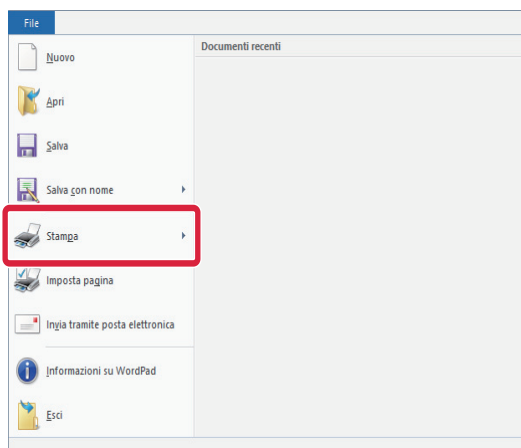 File
Documenti recenti
Nuovo
Apri
Salva
Salva con nome
Stampa
Imposta pagina
Invia tramite posta elettronica
Informazioni su WordPad
Esci